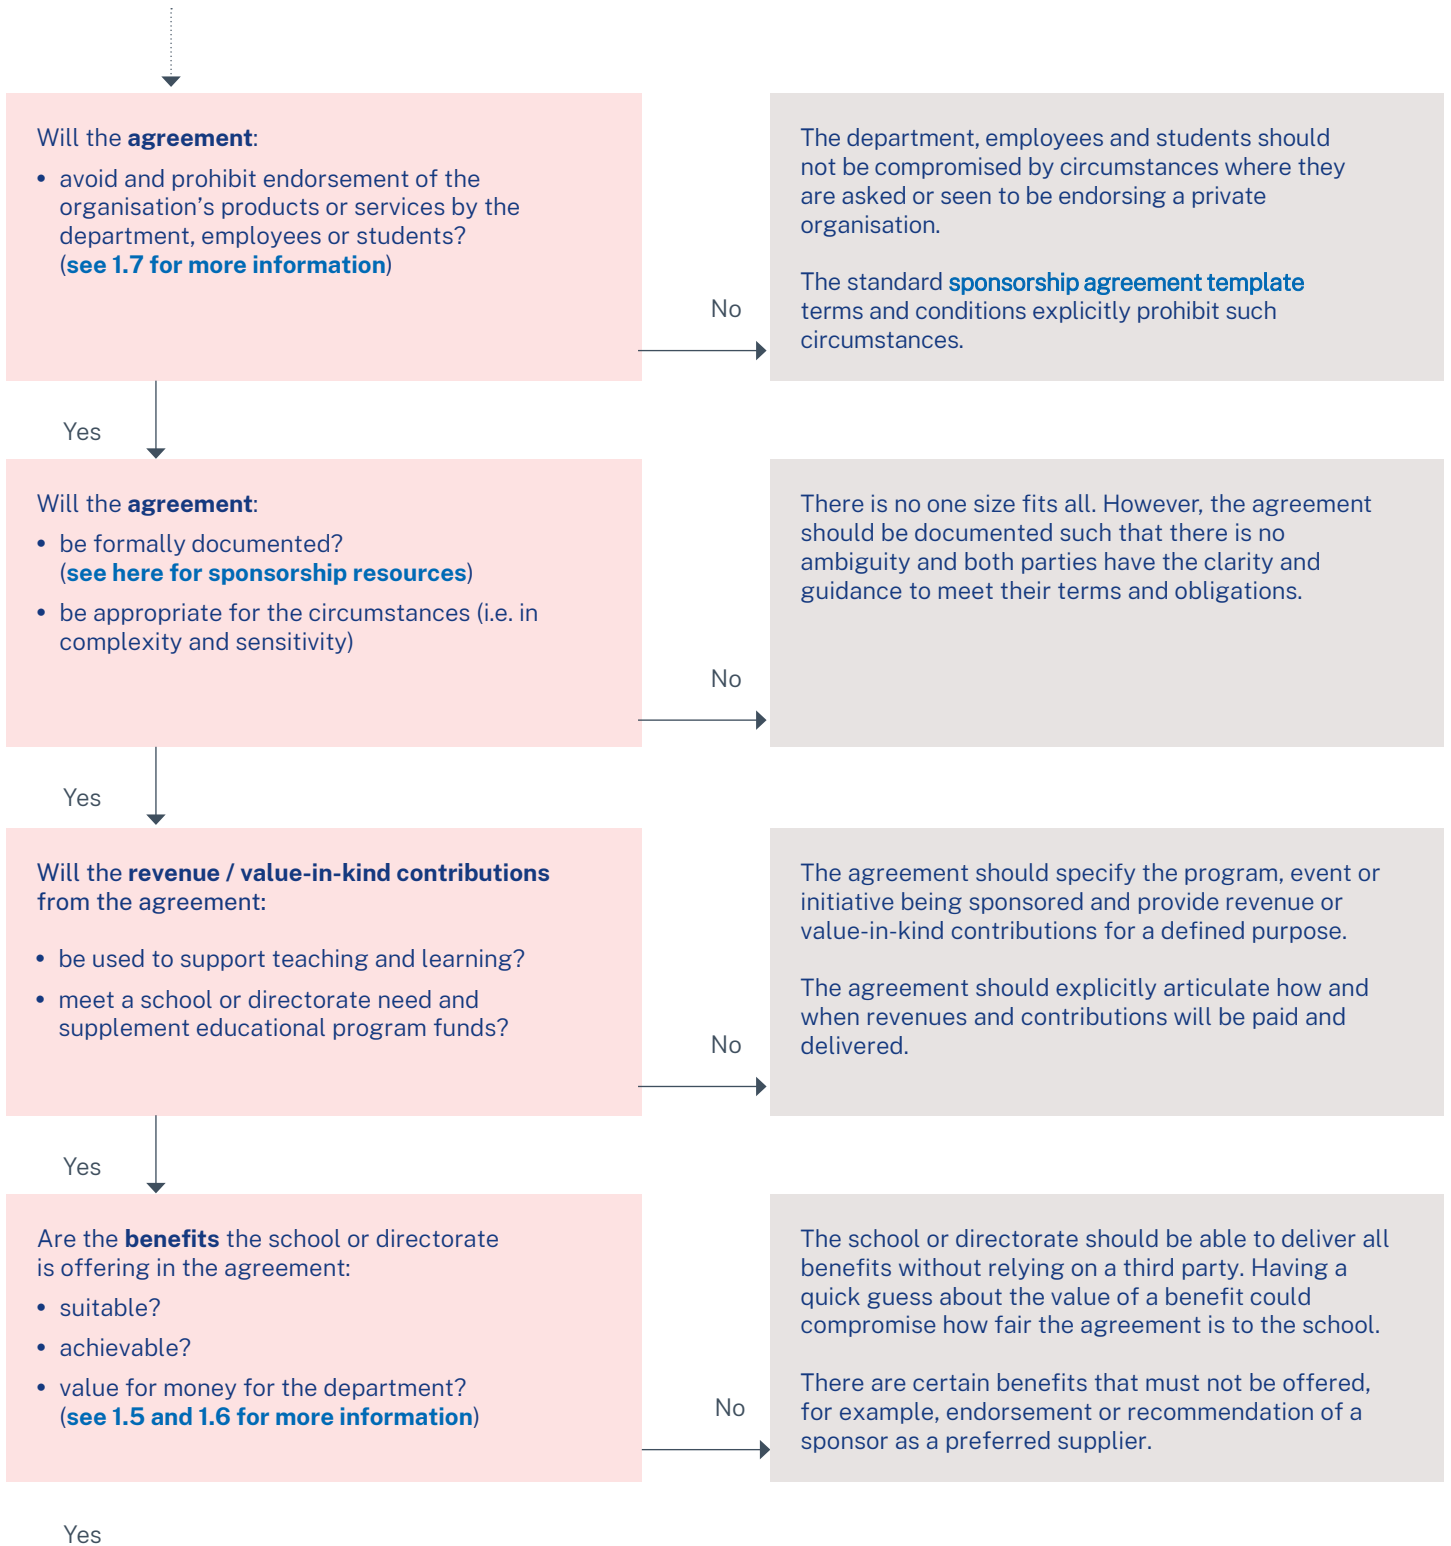 Will the agreement:
• avoid and prohibit endorsement of the
organisation's products or services by the
department, employees or students?
(see 1.7 for more information)
No
The department, employees and students should
not be compromised by circumstances where they
are asked or seen to be endorsing a private
organisation.
The standard sponsorship agreement template
terms and conditions explicitly prohibit such
circumstances.
Yes
Will the agreement:
• be formally documented?
(see here for sponsorship resources)
• be appropriate for the circumstances (i.e. in
complexity and sensitivity)
No
There is no one size fits all. However, the agreement
should be documented such that there is no
ambiguity and both parties have the clarity and
guidance to meet their terms and obligations.
Yes
Will the revenue / value-in-kind contributions
from the agreement:
• be used to support teaching and learning?
• meet a school or directorate need and
supplement educational program funds?
No
The agreement should specify the program, event or
initiative being sponsored and provide revenue or
value-in-kind contributions for a defined purpose.
The agreement should explicitly articulate how and
when revenues and contributions will be paid and
delivered.
Yes
Are the benefits the school or directorate
is offering in the agreement:
• suitable?
• achievable?
• value for money for the department?
(see 1.5 and 1.6 for more information)
No
The school or directorate should be able to deliver all
benefits without relying on a third party. Having a
quick guess about the value of a benefit could
compromise how fair the agreement is to the school.
There are certain benefits that must not be offered,
for example, endorsement or recommendation of a
sponsor as a preferred supplier.
Yes